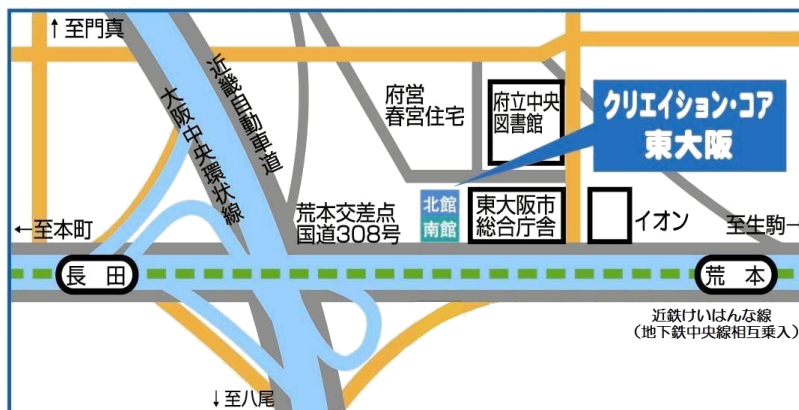 ↑至門真
近畿自動車道
大阪中央環状線
府営
春宮住宅
府立中央
図書館
クリエイション・コア
東大阪
←至本町
荒本交差点
国道308号
北館
南館
東大阪市
総合庁舎
イオン
至生駒→
長田
荒本
近鉄けいはんな線
（地下鉄中央線相互乗入）
↓至八尾